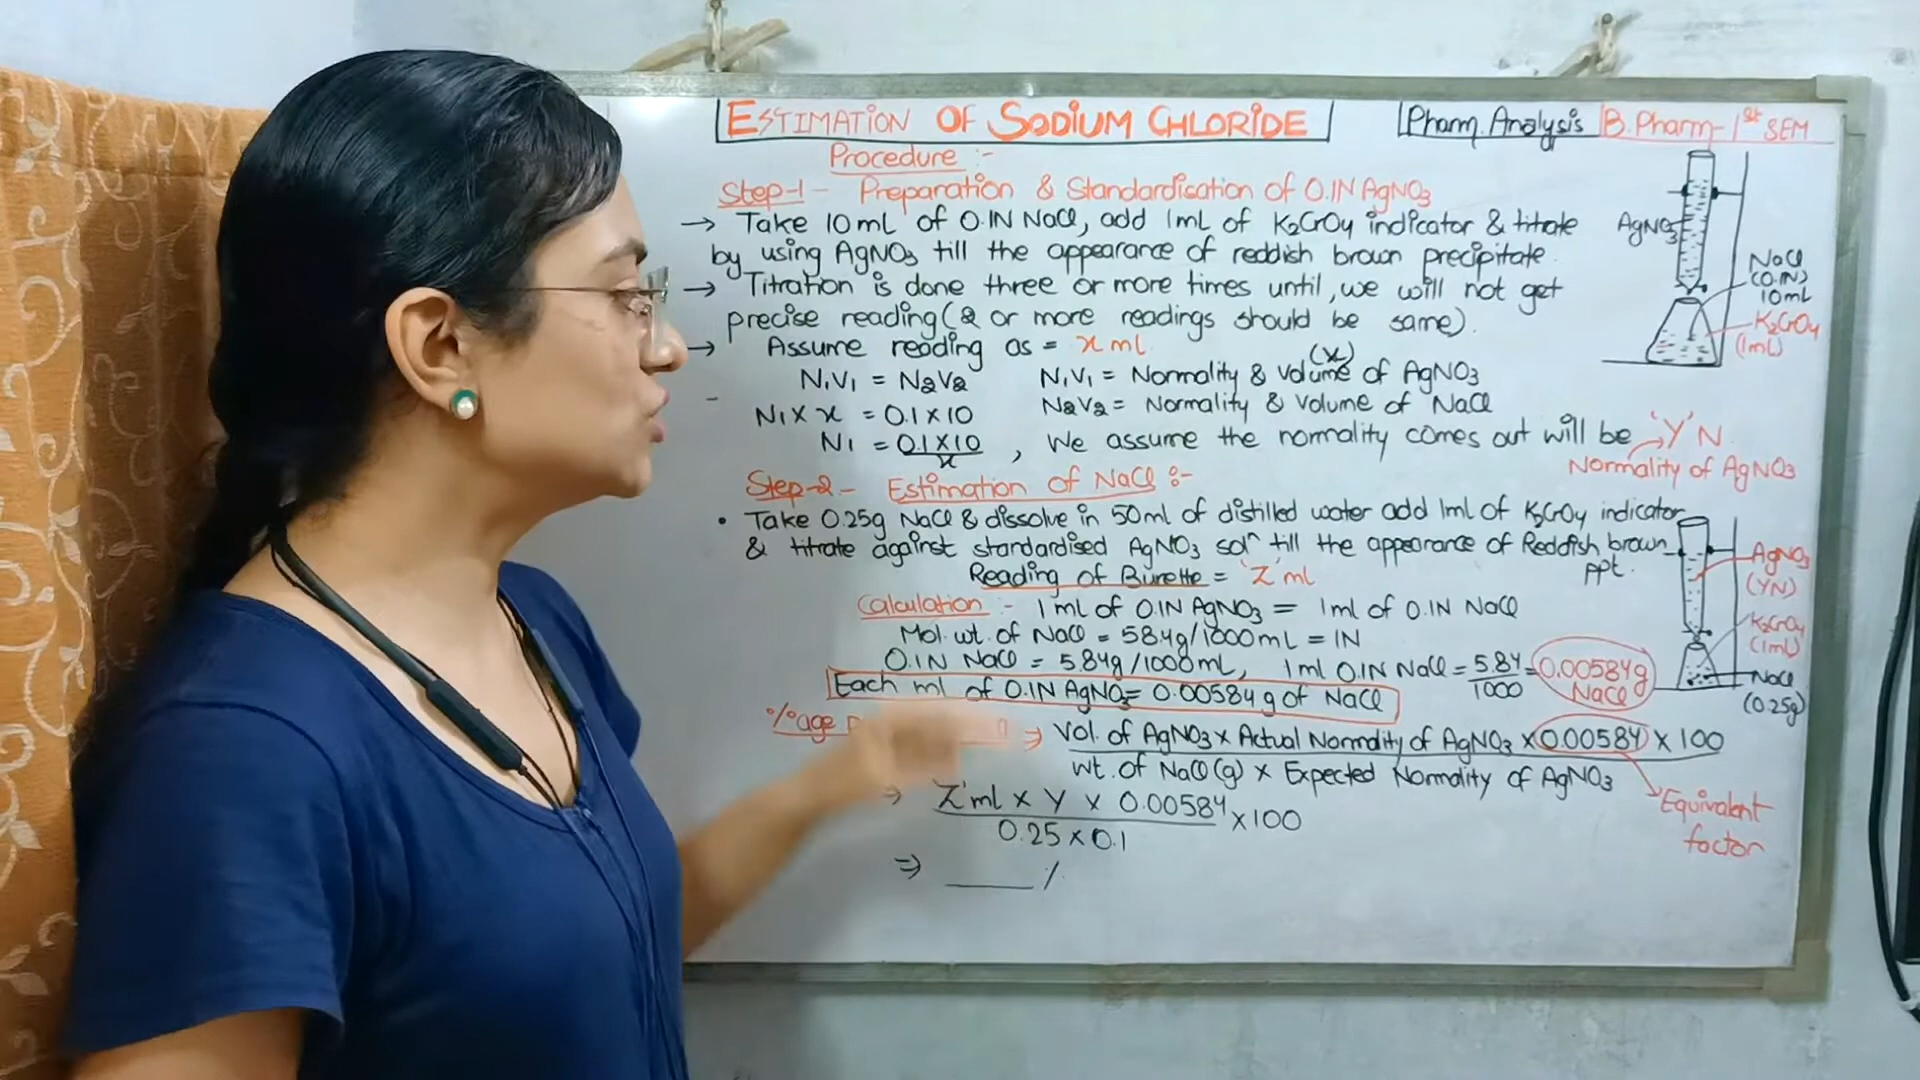 ESTIMATION OF SODIUM CHLORIDE
Pharm. Analysis B.Pharm-1st SEM
Procedure :-
Step-1 - Preparation & Standardisation of 0.1N AgNO3
→ Take 10ml of 0.1N NaCl, add 1ml of K2CrO4 indicator & titrate
by using AgNO3 till the appearance of reddish brown precipitate.
→ Titration is done three or more times until, we will not get
precise reading (2 or more readings should be same).
→ Assume reading as = x ml
N1V1 = N2V2 N1V1 = Normality & volume (x) of AgNO3
N1 × x = 0.1 × 10 N2V2 = Normality & Volume of NaCl
N1 = 0.1×10/x , We assume the normality comes out will be 'Y' N
Normality of AgNO3
AgNO3
NaCl
(0.1N)
10ml
K2CrO4
(1ml)
Step-2 - Estimation of NaCl :-
• Take 0.25g NaCl & dissolve in 50ml of distilled water add 1ml of K2CrO4 indicator
& titrate against standardised AgNO3 soln till the appearance of Reddish brown
ppt.
Reading of Burette = 'Z' ml
Calculation :- 1ml of 0.1N AgNO3 = 1ml of 0.1N NaCl
Mol. wt. of NaCl = 58.4g/1000ml = 1N
0.1N NaCl = 5.84g/1000mL, 1ml 0.1N NaCl = 5.84/1000 = 0.00584g NaCl
Each ml of 0.1N AgNO3 = 0.00584g of NaCl
AgNO3
(YN)
K2CrO4
(1mL)
NaCl
(0.25g)
%age
⇒ Vol. of AgNO3 × Actual Normality of AgNO3 × 0.00584 × 100
wt. of NaCl (g) × Expected Normality of AgNO3
Equivalent
factor
⇒ Z'ml × Y × 0.00584 × 100
0.25 × 0.1
⇒ ____ /.